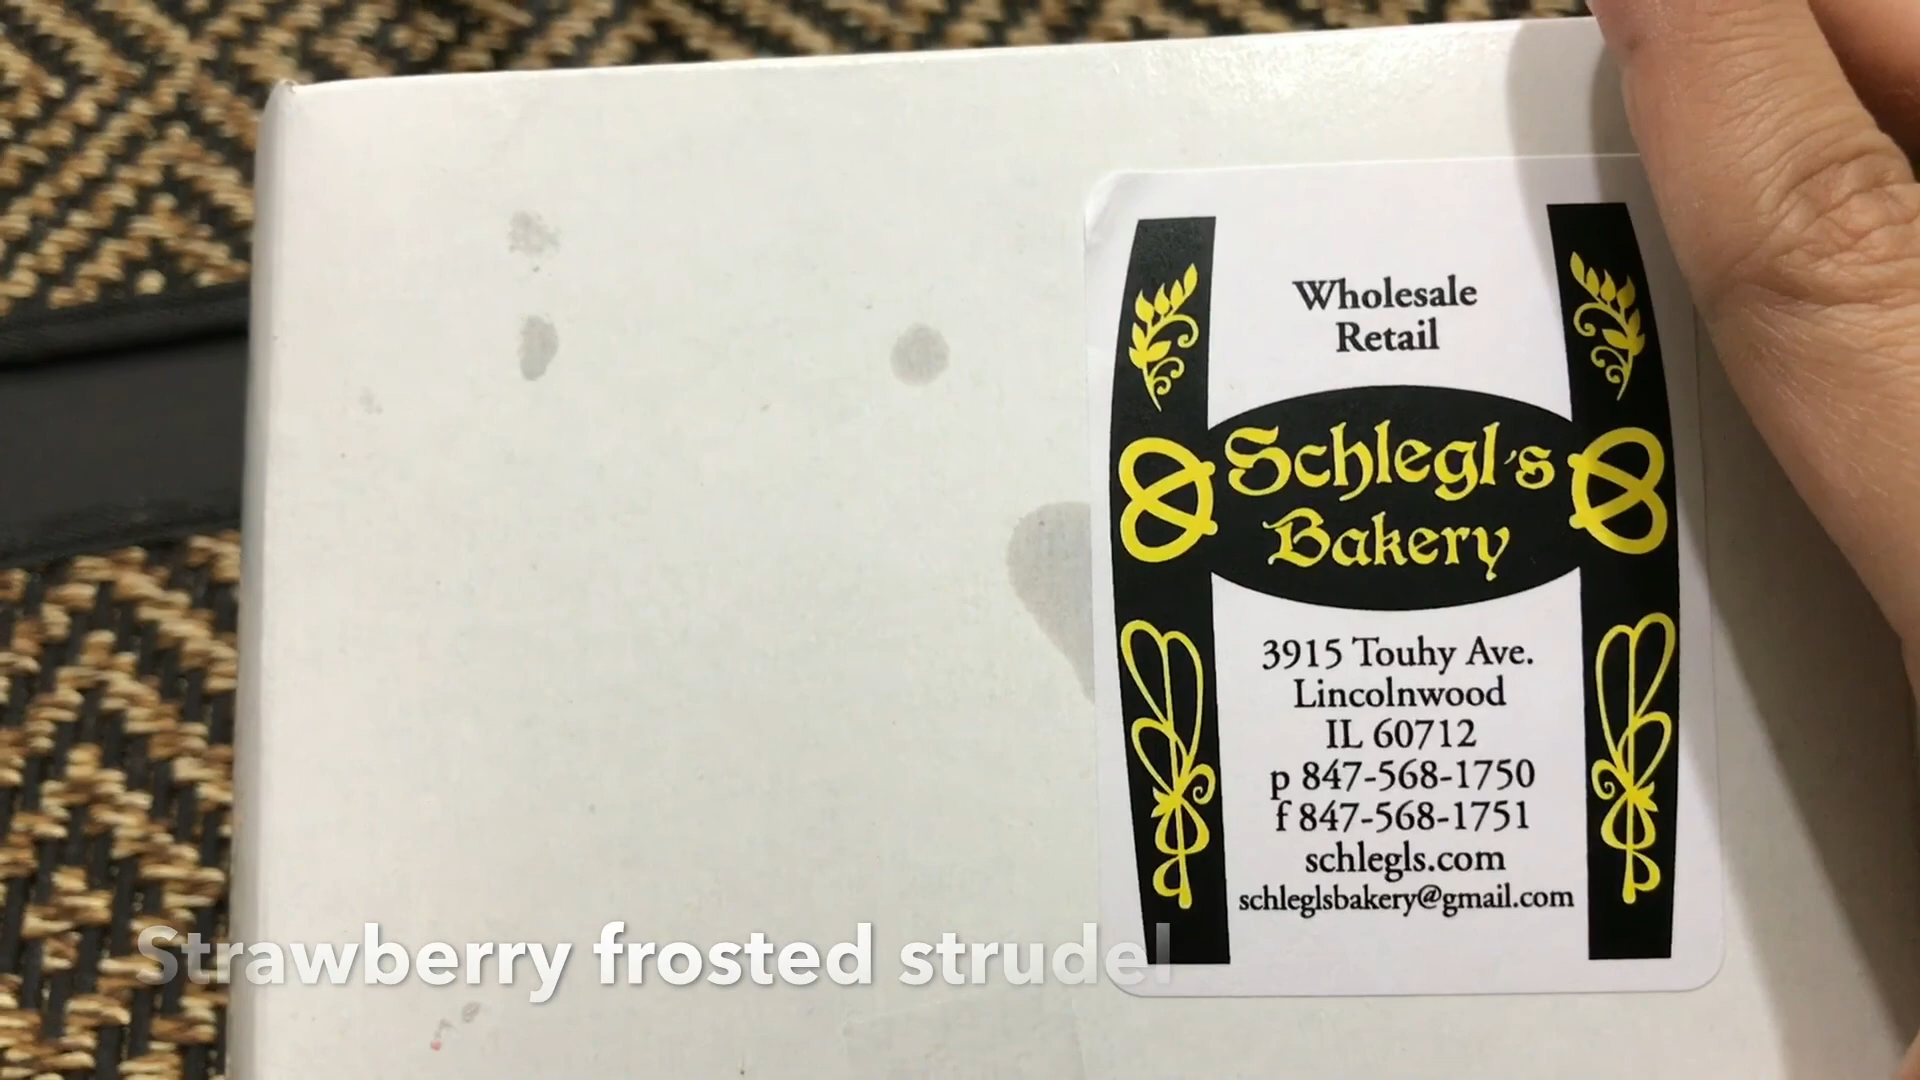 Wholesale
Retail
Schlegl's
Bakery
3915 Touhy Ave.
Lincolnwood
IL 60712
p 847-568-1750
f 847-568-1751
schlegls.com
schleglsbakery@gmail.com
Strawberry frosted strudel